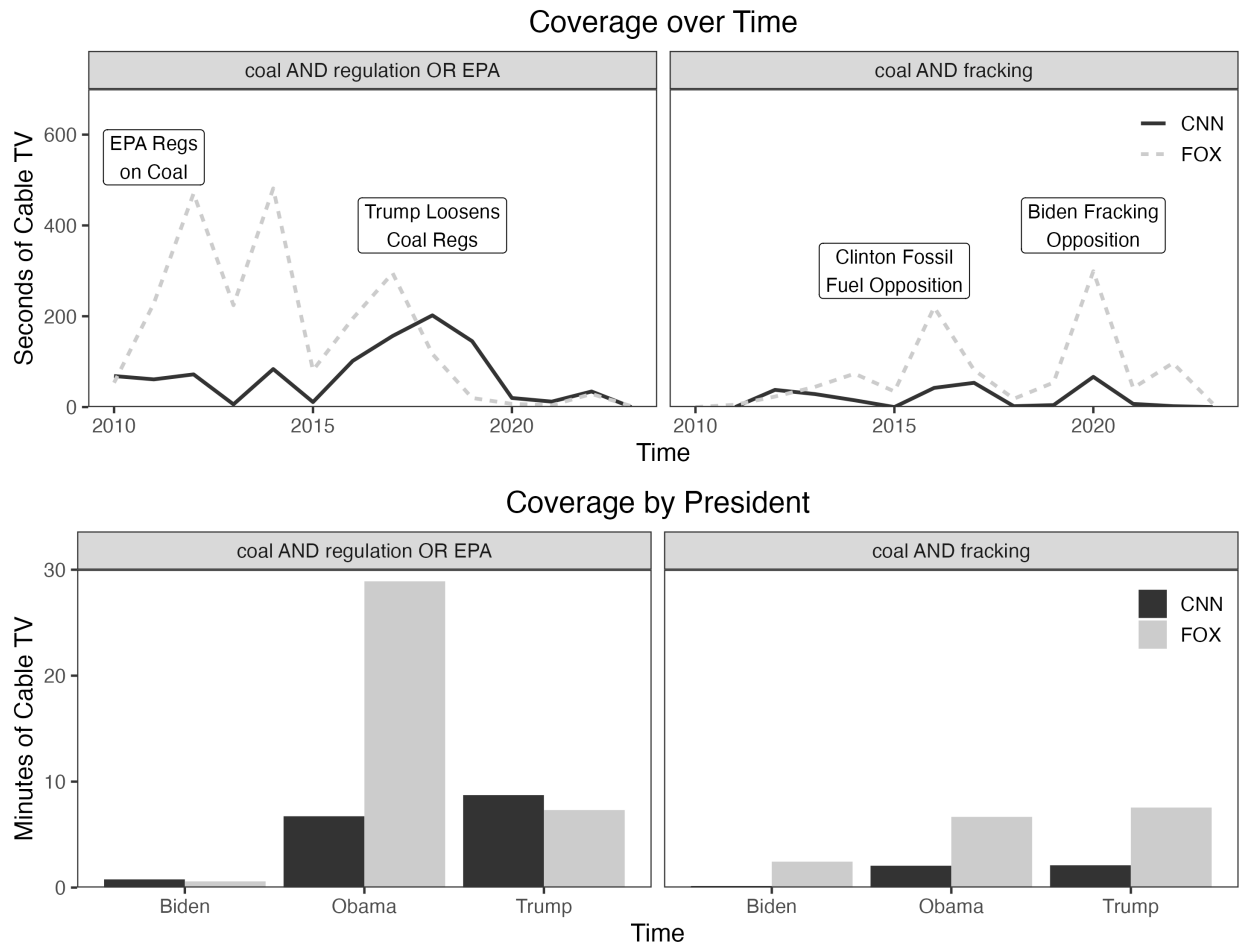 Coverage over Time
coal AND regulation OR EPA
coal AND fracking
Seconds of Cable TV
600
400
200
0
EPA Regs
on Coal
Trump Loosens
Coal Regs
CNN
FOX
Clinton Fossil
Fuel Opposition
Biden Fracking
Opposition
2010
2015
2020
2010
2015
2020
Time
Coverage by President
coal AND regulation OR EPA
coal AND fracking
Minutes of Cable TV
30
20
10
0
CNN
FOX
Biden
Obama
Trump
Biden
Obama
Trump
Time